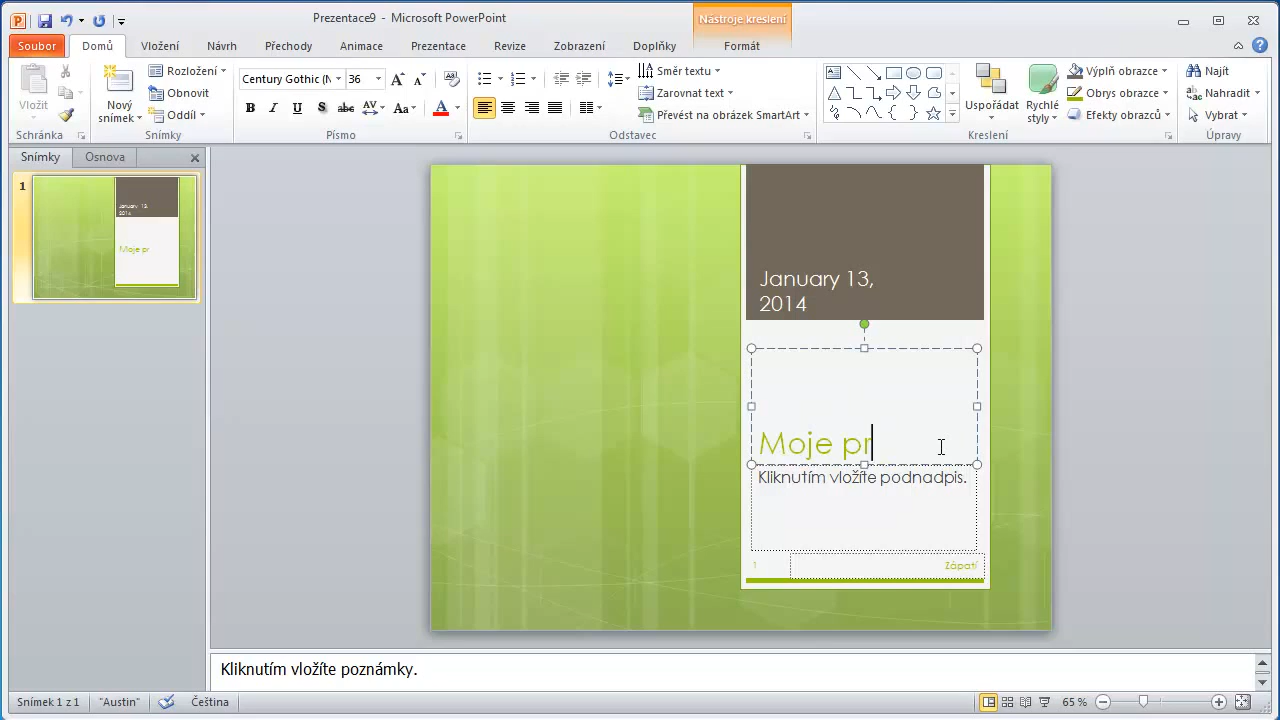 Prezentace9 - Microsoft PowerPoint
Nástroje kreslení
Soubor Domů Vložení Návrh Přechody Animace Prezentace Revize Zobrazení Doplňky Formát
Vložit
Schránka
Nový snímek
Rozložení
Obnovit
Oddíl
Snímky
Century Gothic (N 36
B I U S abc AV Aa A
Písmo
Směr textu
Zarovnat text
Převést na obrázek SmartArt
Odstavec
Uspořádat
Rychlé styly
Výplň obrazce
Obrys obrazce
Efekty obrazců
Kreslení
Najít
Nahradit
Vybrat
Úpravy
Snímky Osnova
1
January 13,
2014
Moje pr
January 13,
2014
Moje pr
Kliknutím vložíte podnadpis.
1 Zápatí
Kliknutím vložíte poznámky.
Snímek 1 z 1 "Austin" Čeština 65 %